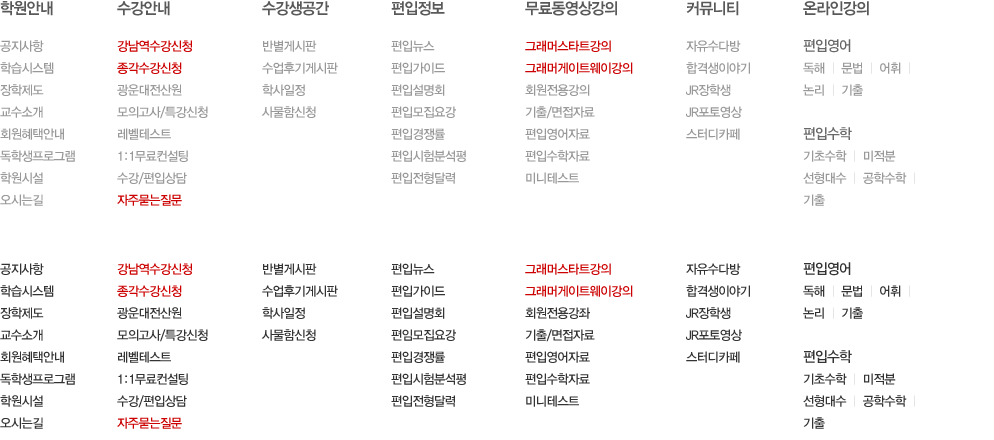 학원안내 수강안내 수강생공간 편입정보 무료동영상강의 커뮤니티 온라인강의
공지사항 강남역수강신청 반별게시판 편입뉴스 그래머스타트강의 자유수다방 편입영어
학습시스템 종각수강신청 수업후기게시판 편입가이드 그래머게이트웨이강의 합격생이야기 독해 | 문법 | 어휘 |
장학제도 광운대전산원 학사일정 편입설명회 회원전용강의 JR장학생 논리 | 기출
교수소개 모의고사/특강신청 사물함신청 편입모집요강 기출/면접자료 JR포토영상
회원혜택안내 레벨테스트 편입경쟁률 편입영어자료 스터디카페 편입수학
독학생프로그램 1:1무료컨설팅 편입시험분석평 편입수학자료 기초수학 | 미적분
학원시설 수강/편입상담 편입전형달력 미니테스트 선형대수 | 공학수학 |
오시는길 자주묻는질문 기출
공지사항 강남역수강신청 반별게시판 편입뉴스 그래머스타트강의 자유수다방 편입영어
학습시스템 종각수강신청 수업후기게시판 편입가이드 그래머게이트웨이강의 합격생이야기 독해 | 문법 | 어휘 |
장학제도 광운대전산원 학사일정 편입설명회 회원전용강좌 JR장학생 논리 | 기출
교수소개 모의고사/특강신청 사물함신청 편입모집요강 기출/면접자료 JR포토영상
회원혜택안내 레벨테스트 편입경쟁률 편입영어자료 스터디카페 편입수학
독학생프로그램 1:1무료컨설팅 편입시험분석평 편입수학자료 기초수학 | 미적분
학원시설 수강/편입상담 편입전형달력 미니테스트 선형대수 | 공학수학 |
오시는길 자주묻는질문 기출